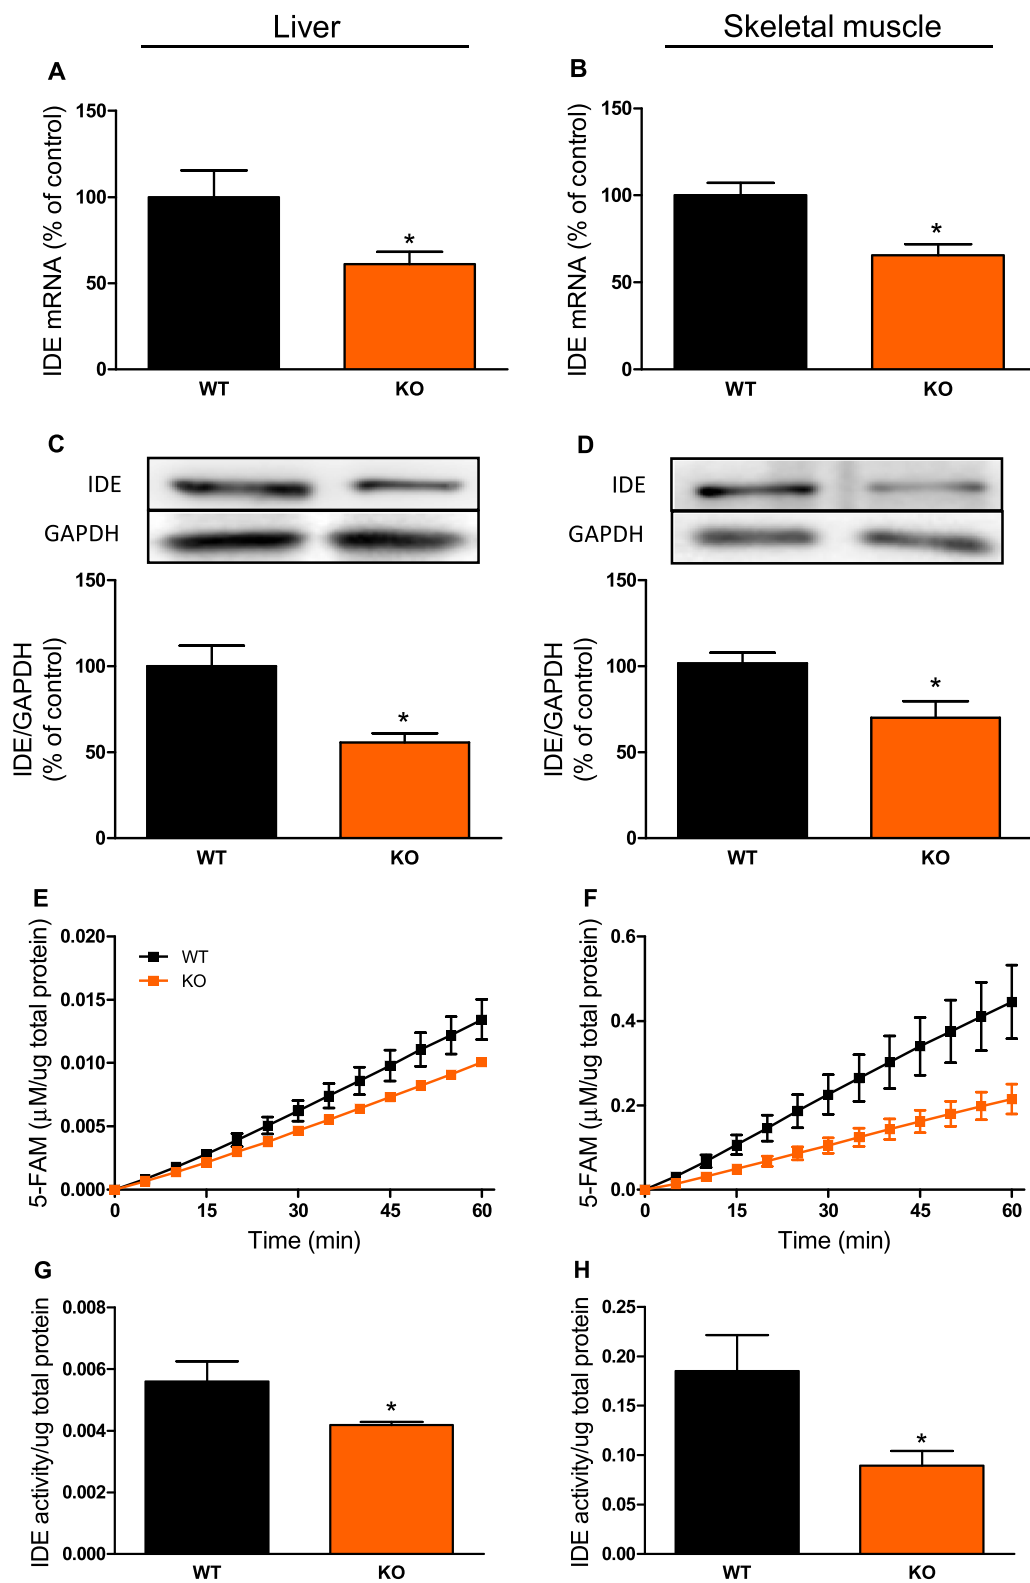 Liver
Skeletal muscle
A
IDE mRNA (% of control)
150
100
50
0
WT
KO
*
B
IDE mRNA (% of control)
150
100
50
0
WT
KO
*
C
IDE
GAPDH
IDE/GAPDH
(% of control)
150
100
50
0
WT
KO
*
D
IDE
GAPDH
IDE/GAPDH
(% of control)
150
100
50
0
WT
KO
*
E
5-FAM (μM/ug total protein)
0.020
0.015
0.010
0.005
0.000
WT
KO
0 15 30 45 60
Time (min)
F
5-FAM (μM/ug total protein)
0.6
0.4
0.2
0.0
0 15 30 45 60
Time (min)
G
IDE activity/ug total protein
0.008
0.006
0.004
0.002
0.000
WT
KO
*
H
IDE activity/ug total protein
0.25
0.20
0.15
0.10
0.05
0.00
WT
KO
*